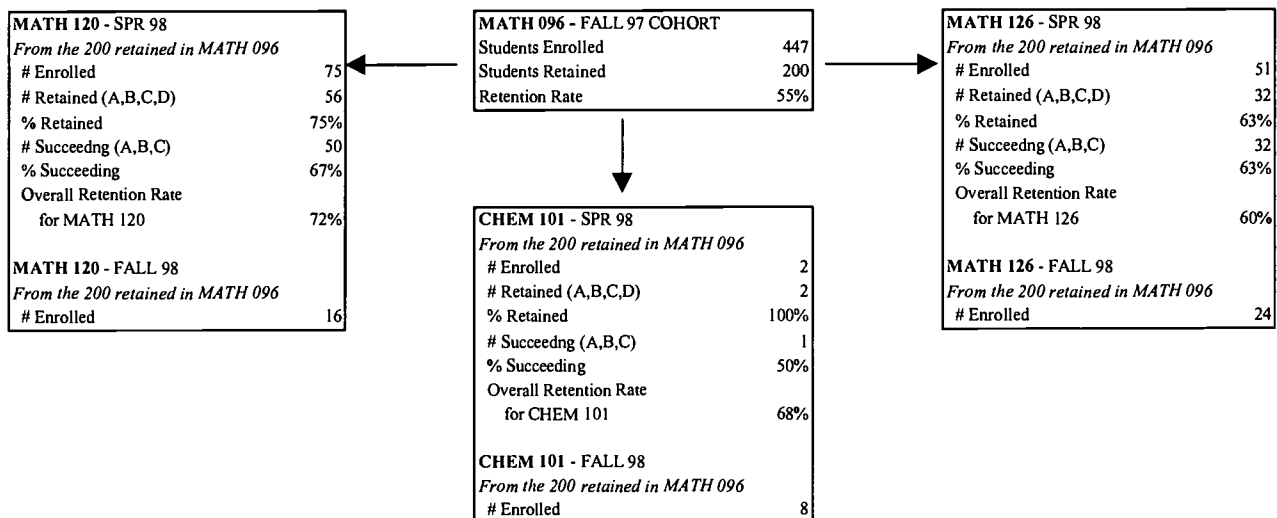 MATH 120 - SPR 98
From the 200 retained in MATH 096
# Enrolled 75
# Retained (A,B,C,D) 56
% Retained 75%
# Succeedng (A,B,C) 50
% Succeeding 67%
Overall Retention Rate
for MATH 120 72%
MATH 120 - FALL 98
From the 200 retained in MATH 096
# Enrolled 16
MATH 096 - FALL 97 COHORT
Students Enrolled 447
Students Retained 200
Retention Rate 55%
CHEM 101 - SPR 98
From the 200 retained in MATH 096
# Enrolled 2
# Retained (A,B,C,D) 2
% Retained 100%
# Succeedng (A,B,C) 1
% Succeeding 50%
Overall Retention Rate
for CHEM 101 68%
CHEM 101 - FALL 98
From the 200 retained in MATH 096
# Enrolled 8
MATH 126 - SPR 98
From the 200 retained in MATH 096
# Enrolled 51
# Retained (A,B,C,D) 32
% Retained 63%
# Succeedng (A,B,C) 32
% Succeeding 63%
Overall Retention Rate
for MATH 126 60%
MATH 126 - FALL 98
From the 200 retained in MATH 096
# Enrolled 24